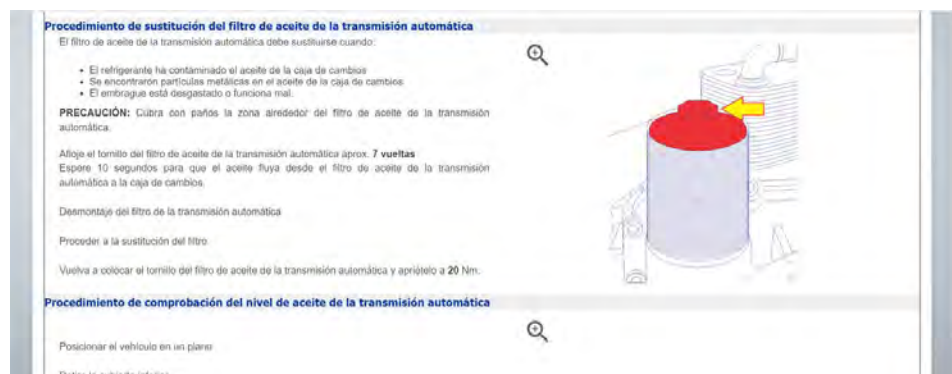 Procedimiento de sustitución del filtro de aceite de la transmisión automática
El filtro de aceite de la transmisión automática debe sustituirse cuando:
• El refrigerante ha contaminado el aceite de la caja de cambios
• Se encontraron partículas metálicas en el aceite de la caja de cambios.
• El embrague está desgastado o funciona mal.
PRECAUCIÓN: Cubra con paños la zona alrededor del filtro de aceite de la transmisión
automática.
Afloje el tornillo del filtro de aceite de la transmisión automática aprox. 7 vueltas
Espere 10 segundos para que el aceite fluya desde el filtro de aceite de la transmisión
automática a la caja de cambios.
Desmontaje del filtro de la transmisión automática
Proceder a la sustitución del filtro
Vuelva a colocar el tornillo del filtro de aceite de la transmisión automática y apriételo a 20 Nm.
Procedimiento de comprobación del nivel de aceite de la transmisión automática
Posicionar el vehículo en un plano